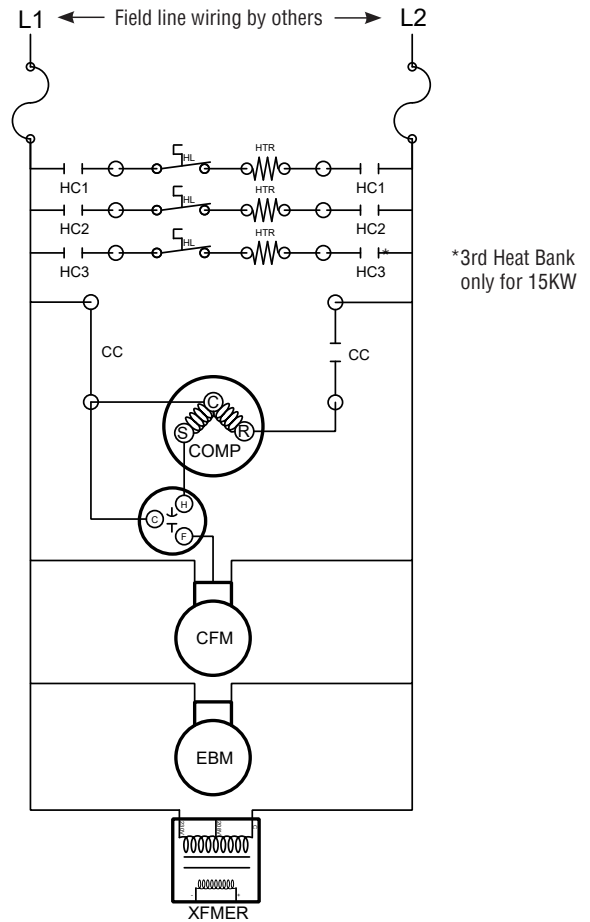 L1 Field line wiring by others L2
HL HTR
HC1 HC1
HL HTR
HC2 HC2
HL HTR
HC3 HC3*
*3rd Heat Bank
only for 15KW
CC CC
C
S R
COMP
H
C
F
CFM
EBM
C
- +
XFMER